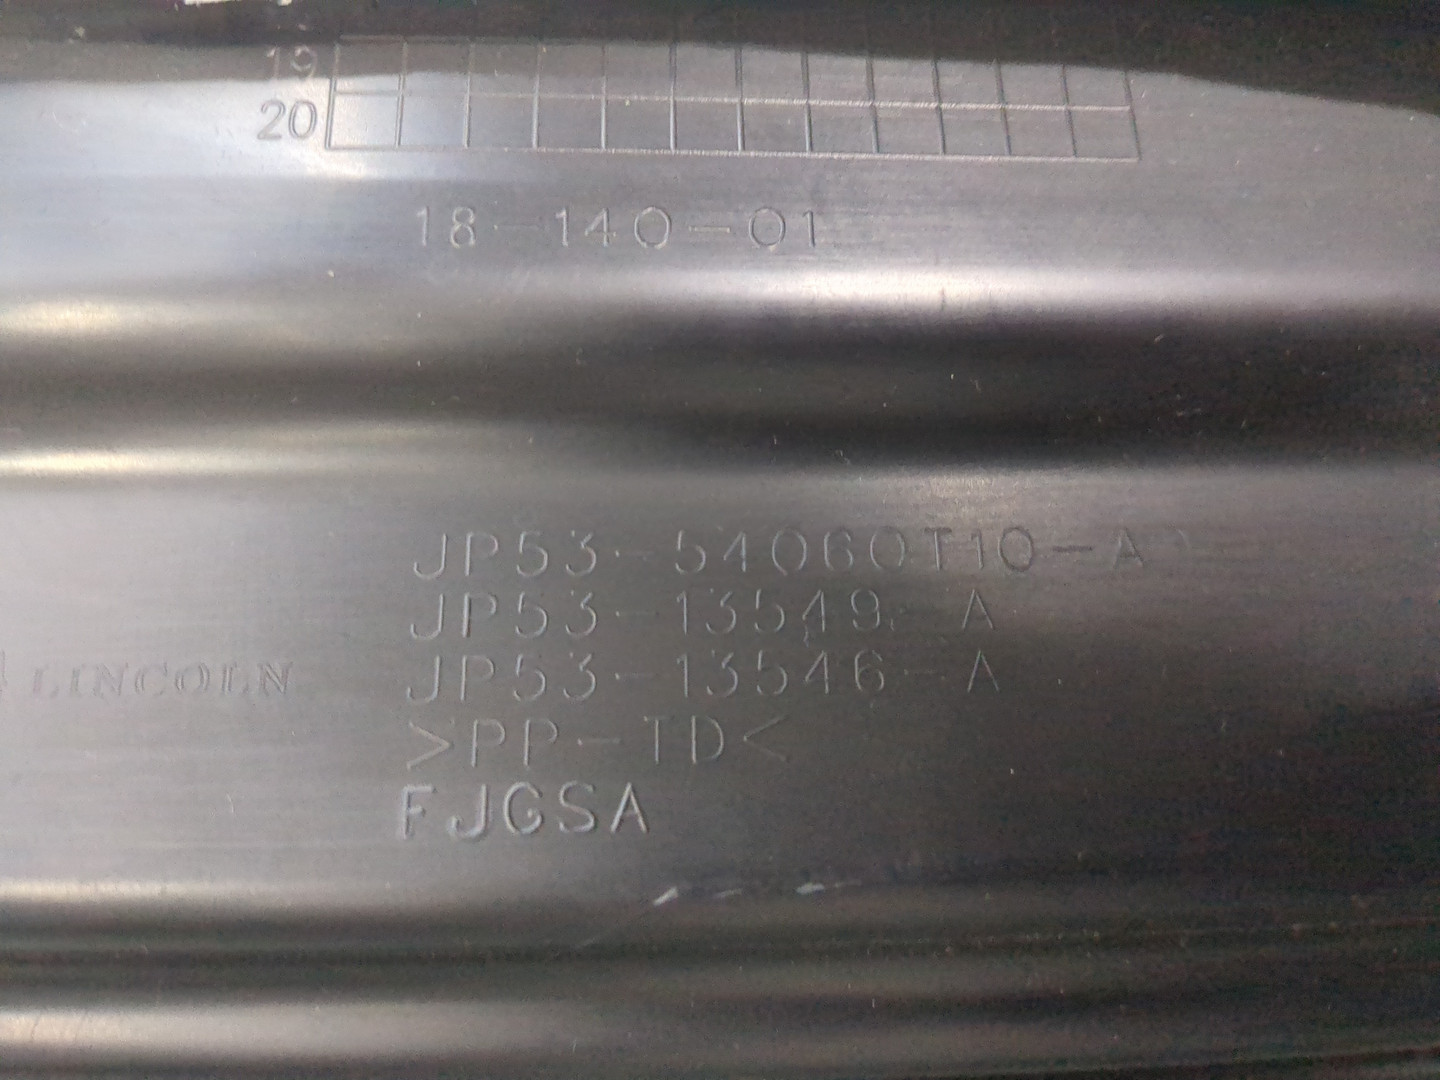 19
20
18-140-01
JP53-54060T10-A
JP53-13549-A
LINCOLN
JP53-13546-A
>PP-TD<
FJGSA